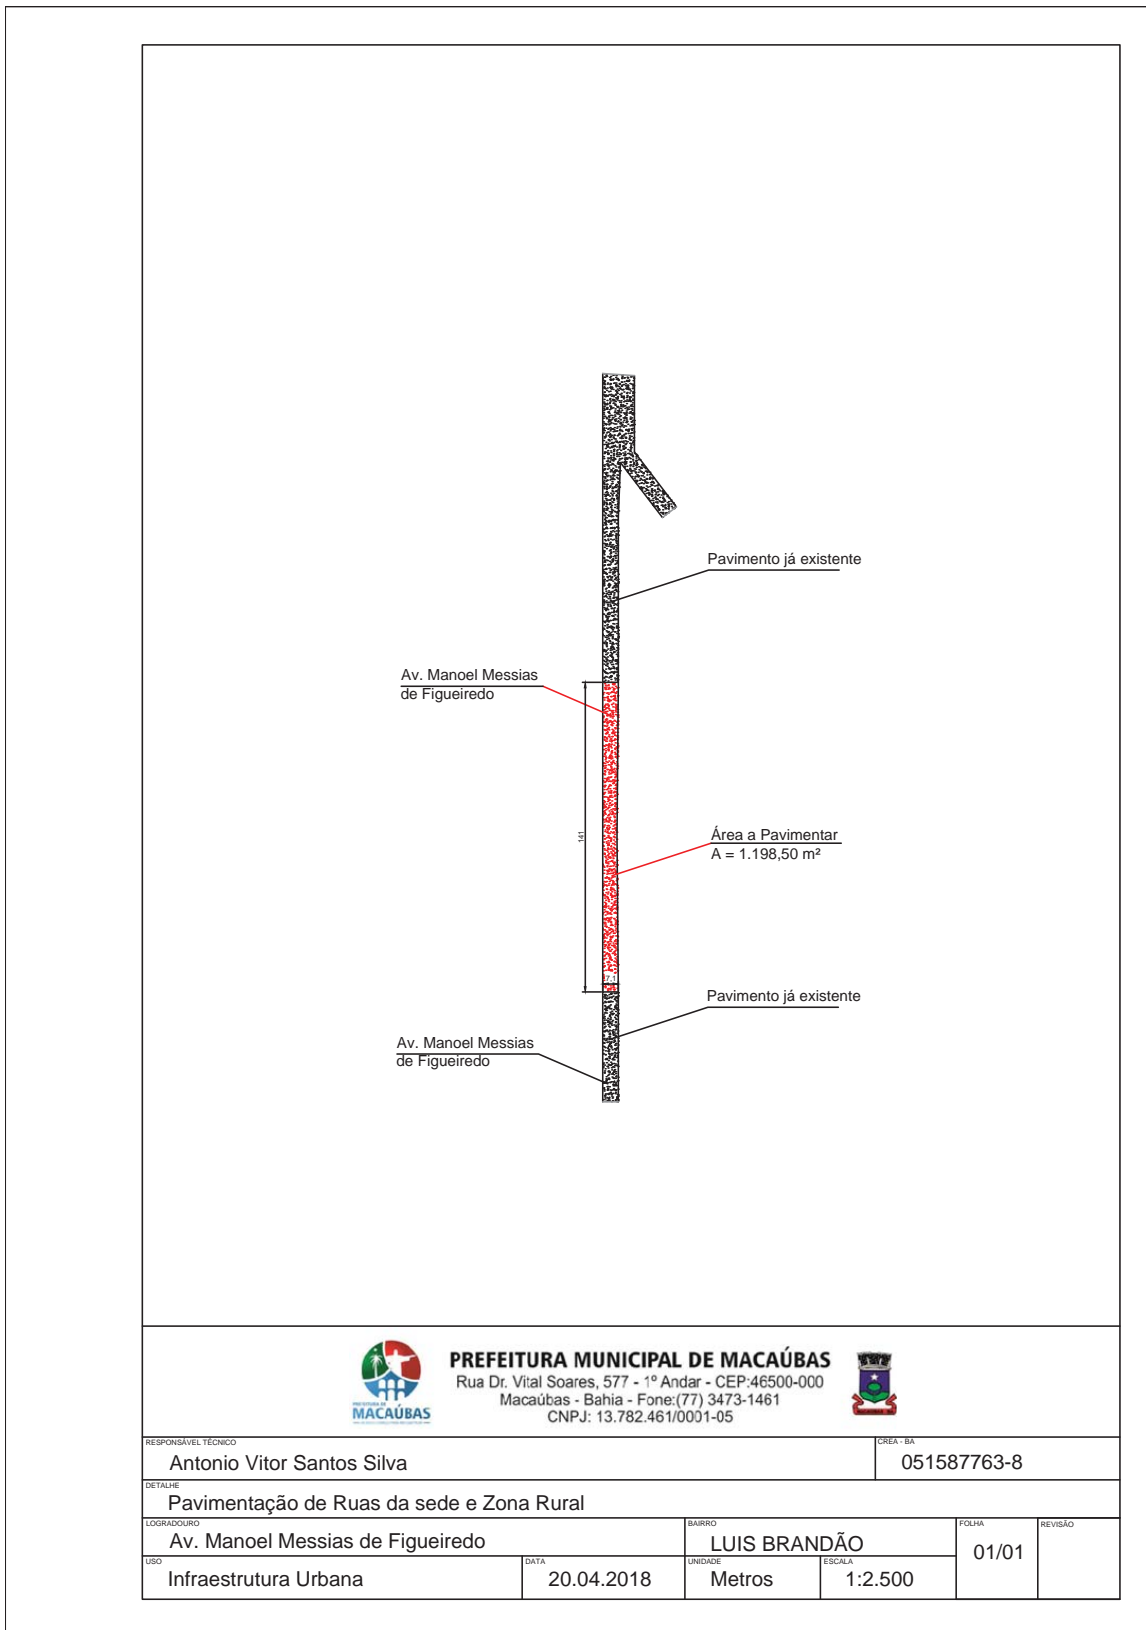 Pavimento já existente
Av. Manoel Messias
de Figueiredo
141
Área a Pavimentar
A = 1.198,50 m²
7,1
Pavimento já existente
Av. Manoel Messias
de Figueiredo
PREFEITURA MUNICIPAL DE MACAÚBAS
Rua Dr. Vital Soares, 577 - 1º Andar - CEP:46500-000
Macaúbas - Bahia - Fone:(77) 3473-1461
CNPJ: 13.782.461/0001-05
PREFEITURA DE
MACAÚBAS
RESPONSÁVEL TÉCNICO
Antonio Vitor Santos Silva
CREA - BA
051587763-8
DETALHE
Pavimentação de Ruas da sede e Zona Rural
LOGRADOURO
Av. Manoel Messias de Figueiredo
BAIRRO
LUIS BRANDÃO
FOLHA
01/01
REVISÃO
USO
Infraestrutura Urbana
DATA
20.04.2018
UNIDADE
Metros
ESCALA
1:2.500